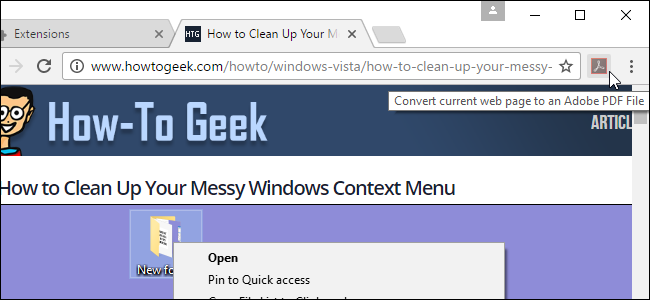 Extensions
HTG How to Clean Up Your M
www.howtogeek.com/howto/windows-vista/how-to-clean-up-your-messy-
Convert current web page to an Adobe PDF File
How-To Geek
ARTICL
How to Clean Up Your Messy Windows Context Menu
New fo
Open
Pin to Quick access